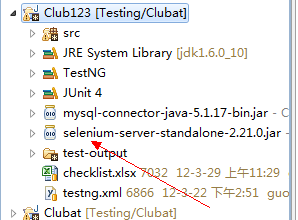 Club123 [Testing/Clubat]
src
JRE System Library [jdk1.6.0_10]
TestNG
JUnit 4
mysql-connector-java-5.1.17-bin.jar
selenium-server-standalone-2.21.0.jar
test-output
checklist.xlsx 7032 12-3-29 上午11:29
testng.xml 6866 12-3-22 下午2:51 guo
Clubat [Testing/Clubat]